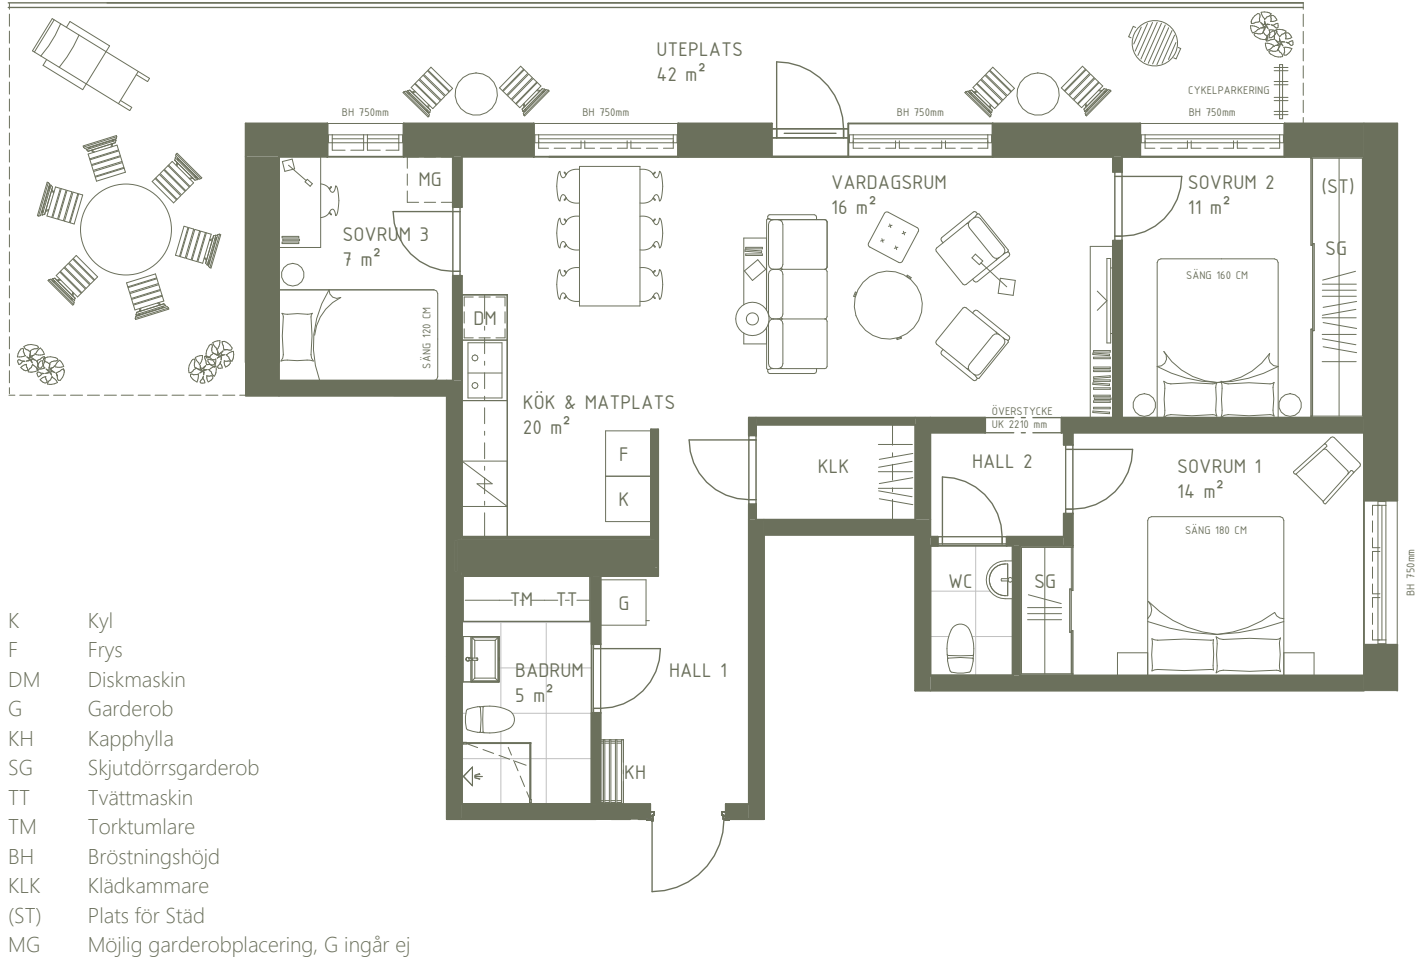 UTEPLATS
42 m²
CYKELPARKERING
BH 750mm
BH 750mm
BH 750mm
BH 750mm
MG
SOVRUM 3
7 m²
SÄNG 120 CM
VARDAGSRUM
16 m²
SOVRUM 2
11 m²
SÄNG 160 CM
(ST)
SG
DM
KÖK & MATPLATS
20 m²
F
K
KLK
ÖVERSTYCKE
UK 2210 mm
HALL 2
SOVRUM 1
14 m²
SÄNG 180 CM
BH 750mm
WC
SG
TM
TT
G
BADRUM
5 m²
HALL 1
KH
K Kyl
F Frys
DM Diskmaskin
G Garderob
KH Kapphylla
SG Skjutdörrsgarderob
TT Tvättmaskin
TM Torktumlare
BH Bröstningshöjd
KLK Klädkammare
(ST) Plats för Städ
MG Möjlig garderobplacering, G ingår ej